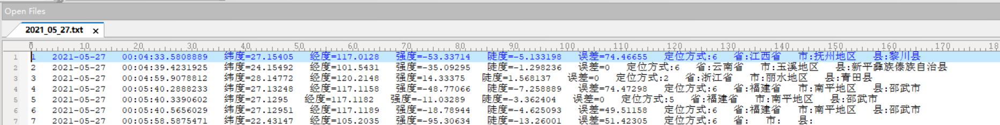 Open Files
2021_05_27.txt ×
0 10 20 30 40 50 60 70 80 90 100 110 120 130 140 150 160 170 18
1 1 2021-05-27 00:04:33.5808889 纬度=27.15405 经度=117.0128 强度=-53.33714 陡度=-5.133198 误差=74.46655 定位方式:6 省:江西省 市:抚州地区 县:黎川县
2 2 2021-05-27 00:04:39.4231925 纬度=24.15492 经度=101.5431 强度=-35.09295 陡度=-1.298236 误差=0 定位方式:6 省:云南省 市:玉溪地区 县:新平彝族傣族自治县
3 3 2021-05-27 00:04:59.9078812 纬度=28.14772 经度=120.2148 强度=14.33375 陡度=1.568137 误差=0 定位方式:2 省:浙江省 市:丽水地区 县:青田县
4 4 2021-05-27 00:05:40.2888233 纬度=27.13248 经度=117.1158 强度=-48.77066 陡度=-7.258889 误差=74.47298 定位方式:6 省:福建省 市:南平地区 县:邵武市
5 5 2021-05-27 00:05:40.3390602 纬度=27.1295 经度=117.1182 强度=-11.03289 陡度=-3.362404 误差=0 定位方式:5 省:福建省 市:南平地区 县:邵武市
6 6 2021-05-27 00:05:40.5656029 纬度=27.12951 经度=117.1189 强度=-18.78944 陡度=-4.625093 误差=49.51158 定位方式:6 省:福建省 市:南平地区 县:邵武市
7 7 2021-05-27 00:05:58.5875471 纬度=22.43147 经度=105.2035 强度=-95.30634 陡度=-13.26001 误差=51.42305 定位方式:6 省: 市: 县: